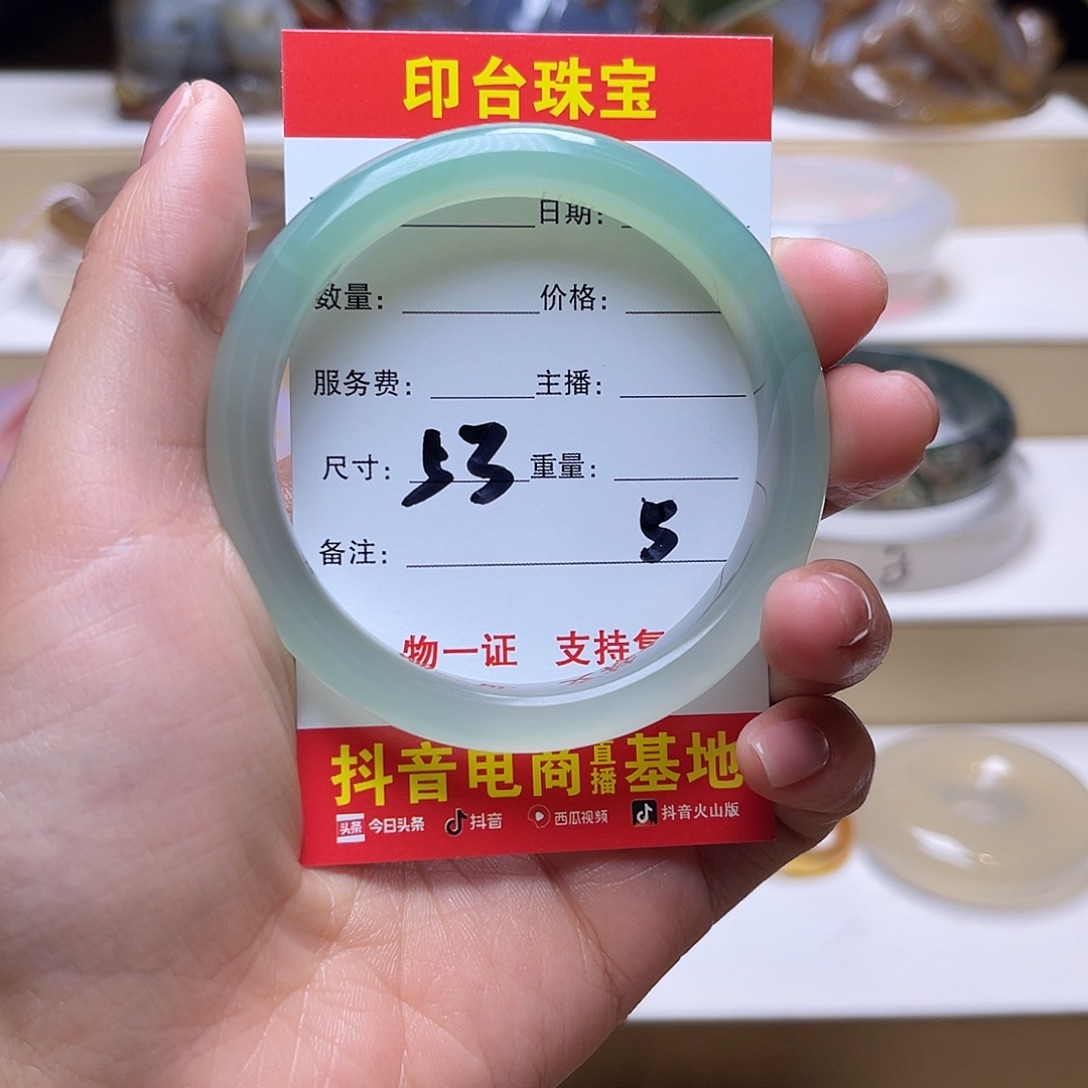 印台珠宝
日期:
数量: 价格:
服务费: 主播:
尺寸: 53 重量:
备注: 5
物一证 支持
抖音电商直播基地
头条 今日头条 抖音 西瓜视频 抖音火山版